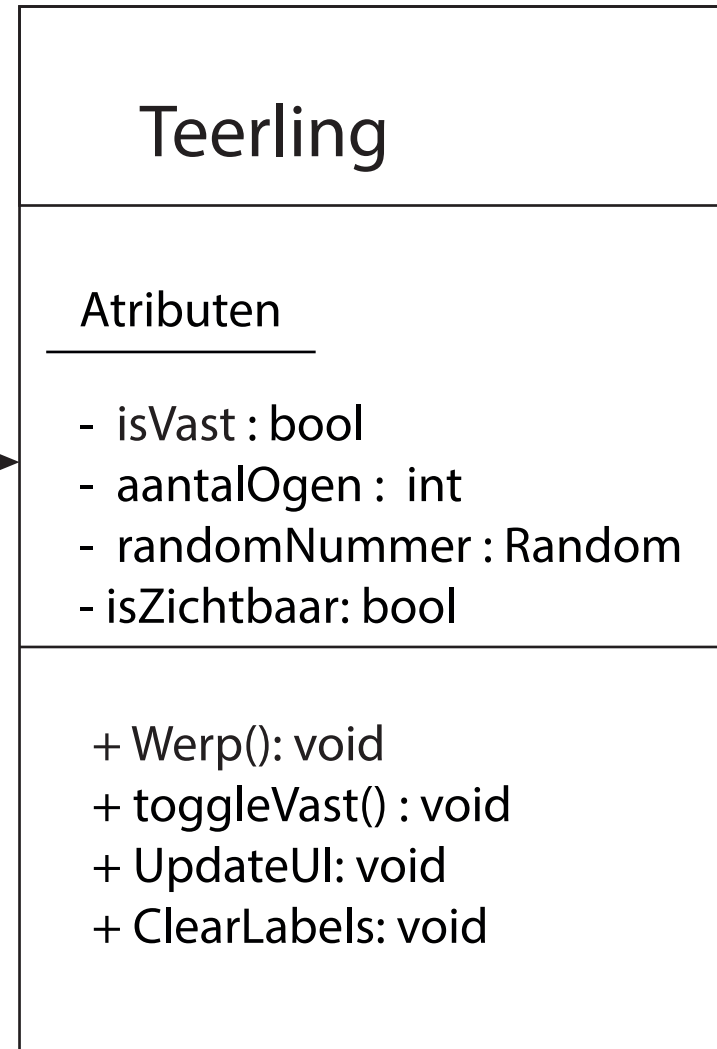 Teerling
Atributen
- isVast : bool
- aantalOgen : int
- randomNummer : Random
- isZichtbaar: bool
+ Werp(): void
+ toggleVast() : void
+ UpdateUI: void
+ ClearLabels: void